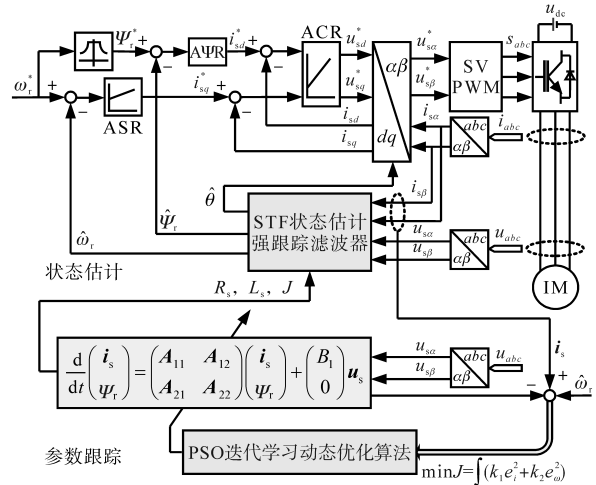 u_dc
Ψ_r^*
i_sd^*
ACR
u_sd^*
u_sα^*
s_abc
AΨR
αβ
SV
PWM
ω_r^*
i_sq^*
u_sq^*
u_sβ^*
ASR
i_sd
i_sα
abc
αβ
i_abc
i_sq
dq
θ̂
i_sβ
Ψ̂_r
STF状态估计
强跟踪滤波器
ω̂_r
u_sα
u_sβ
abc
αβ
u_abc
状态估计
IM
R_s, L_s, J
i_s
d/dt (i_s Ψ_r) = (A_11 A_12 A_21 A_22)(i_s Ψ_r) + (B_1 0) u_s
u_sα
u_sβ
abc
αβ
u_abc
ω̂_r
参数跟踪
PSO迭代学习动态优化算法
minJ=∫(k_1e_i^2+k_2e_ω^2)